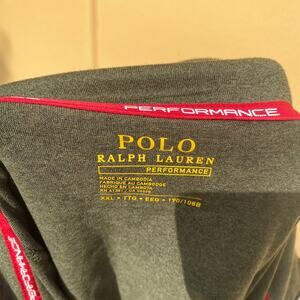 PERFORMANCE
POLO
RALPH LAUREN
PERFORMANCE
MADE IN CAMBODIA
FABRIQUE AU CAMBODGE
HECHO EN CAMBOYA
XXL • TTG • EEG • 190/108B
PERFORMANCE